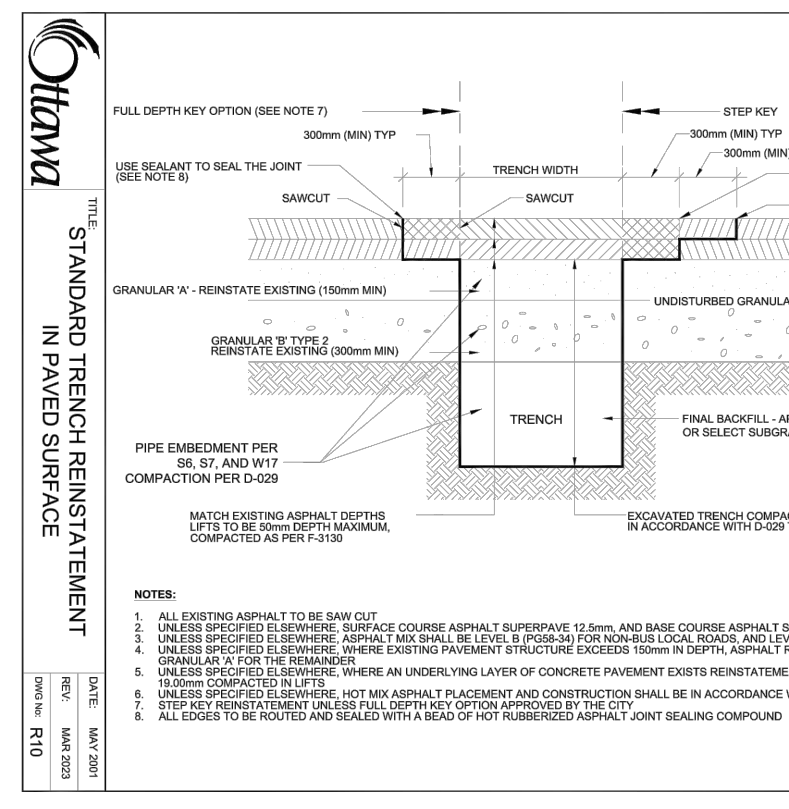 Ottawa
TITLE:
STANDARD TRENCH REINSTATEMENT
IN PAVED SURFACE
DATE: MAY 2001
REV: MAR 2023
DWG No: R10
FULL DEPTH KEY OPTION (SEE NOTE 7)
STEP KEY
300mm (MIN) TYP
300mm (MIN) TYP
300mm (MIN)
USE SEALANT TO SEAL THE JOINT
(SEE NOTE 8)
TRENCH WIDTH
SAWCUT
SAWCUT
GRANULAR 'A' - REINSTATE EXISTING (150mm MIN)
UNDISTURBED GRANULA
GRANULAR 'B' TYPE 2
REINSTATE EXISTING (300mm MIN)
TRENCH
FINAL BACKFILL - AP
OR SELECT SUBGRA
PIPE EMBEDMENT PER
S6, S7, AND W17
COMPACTION PER D-029
MATCH EXISTING ASPHALT DEPTHS
LIFTS TO BE 50mm DEPTH MAXIMUM,
COMPACTED AS PER F-3130
EXCAVATED TRENCH COMPAC
IN ACCORDANCE WITH D-029
NOTES:
1. ALL EXISTING ASPHALT TO BE SAW CUT
2. UNLESS SPECIFIED ELSEWHERE, SURFACE COURSE ASPHALT SUPERPAVE 12.5mm, AND BASE COURSE ASPHALT S
3. UNLESS SPECIFIED ELSEWHERE, ASPHALT MIX SHALL BE LEVEL B (PG58-34) FOR NON-BUS LOCAL ROADS, AND LEV
4. UNLESS SPECIFIED ELSEWHERE, WHERE EXISTING PAVEMENT STRUCTURE EXCEEDS 150mm IN DEPTH, ASPHALT R
GRANULAR 'A' FOR THE REMAINDER
5. UNLESS SPECIFIED ELSEWHERE, WHERE AN UNDERLYING LAYER OF CONCRETE PAVEMENT EXISTS REINSTATEME
19.00mm COMPACTED IN LIFTS
6. UNLESS SPECIFIED ELSEWHERE, HOT MIX ASPHALT PLACEMENT AND CONSTRUCTION SHALL BE IN ACCORDANCE W
7. STEP KEY REINSTATEMENT UNLESS FULL DEPTH KEY OPTION APPROVED BY THE CITY
8. ALL EDGES TO BE ROUTED AND SEALED WITH A BEAD OF HOT RUBBERIZED ASPHALT JOINT SEALING COMPOUND